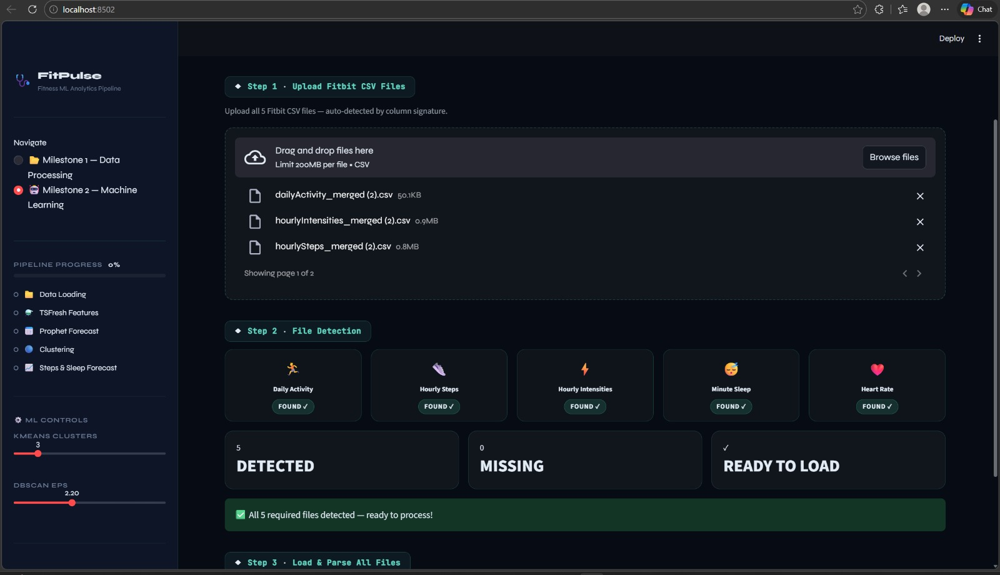 localhost:8502
Chat
Deploy
FitPulse
Fitness ML Analytics Pipeline
Navigate
Milestone 1 — Data
Processing
Milestone 2 — Machine
Learning
PIPELINE PROGRESS 0%
Data Loading
TSFresh Features
Prophet Forecast
Clustering
Steps & Sleep Forecast
ML CONTROLS
KMEANS CLUSTERS
3
DBSCAN EPS
2.20
Step 1 · Upload Fitbit CSV Files
Upload all 5 Fitbit CSV files — auto-detected by column signature.
Drag and drop files here
Limit 200MB per file • CSV
Browse files
dailyActivity_merged (2).csv 50.1KB
hourlyIntensities_merged (2).csv 0.9MB
hourlySteps_merged (2).csv 0.8MB
Showing page 1 of 2
Step 2 · File Detection
Daily Activity
FOUND ✓
Hourly Steps
FOUND ✓
Hourly Intensities
FOUND ✓
Minute Sleep
FOUND ✓
Heart Rate
FOUND ✓
5
DETECTED
0
MISSING
✓
READY TO LOAD
✅ All 5 required files detected — ready to process!
Step 3 · Load & Parse All Files